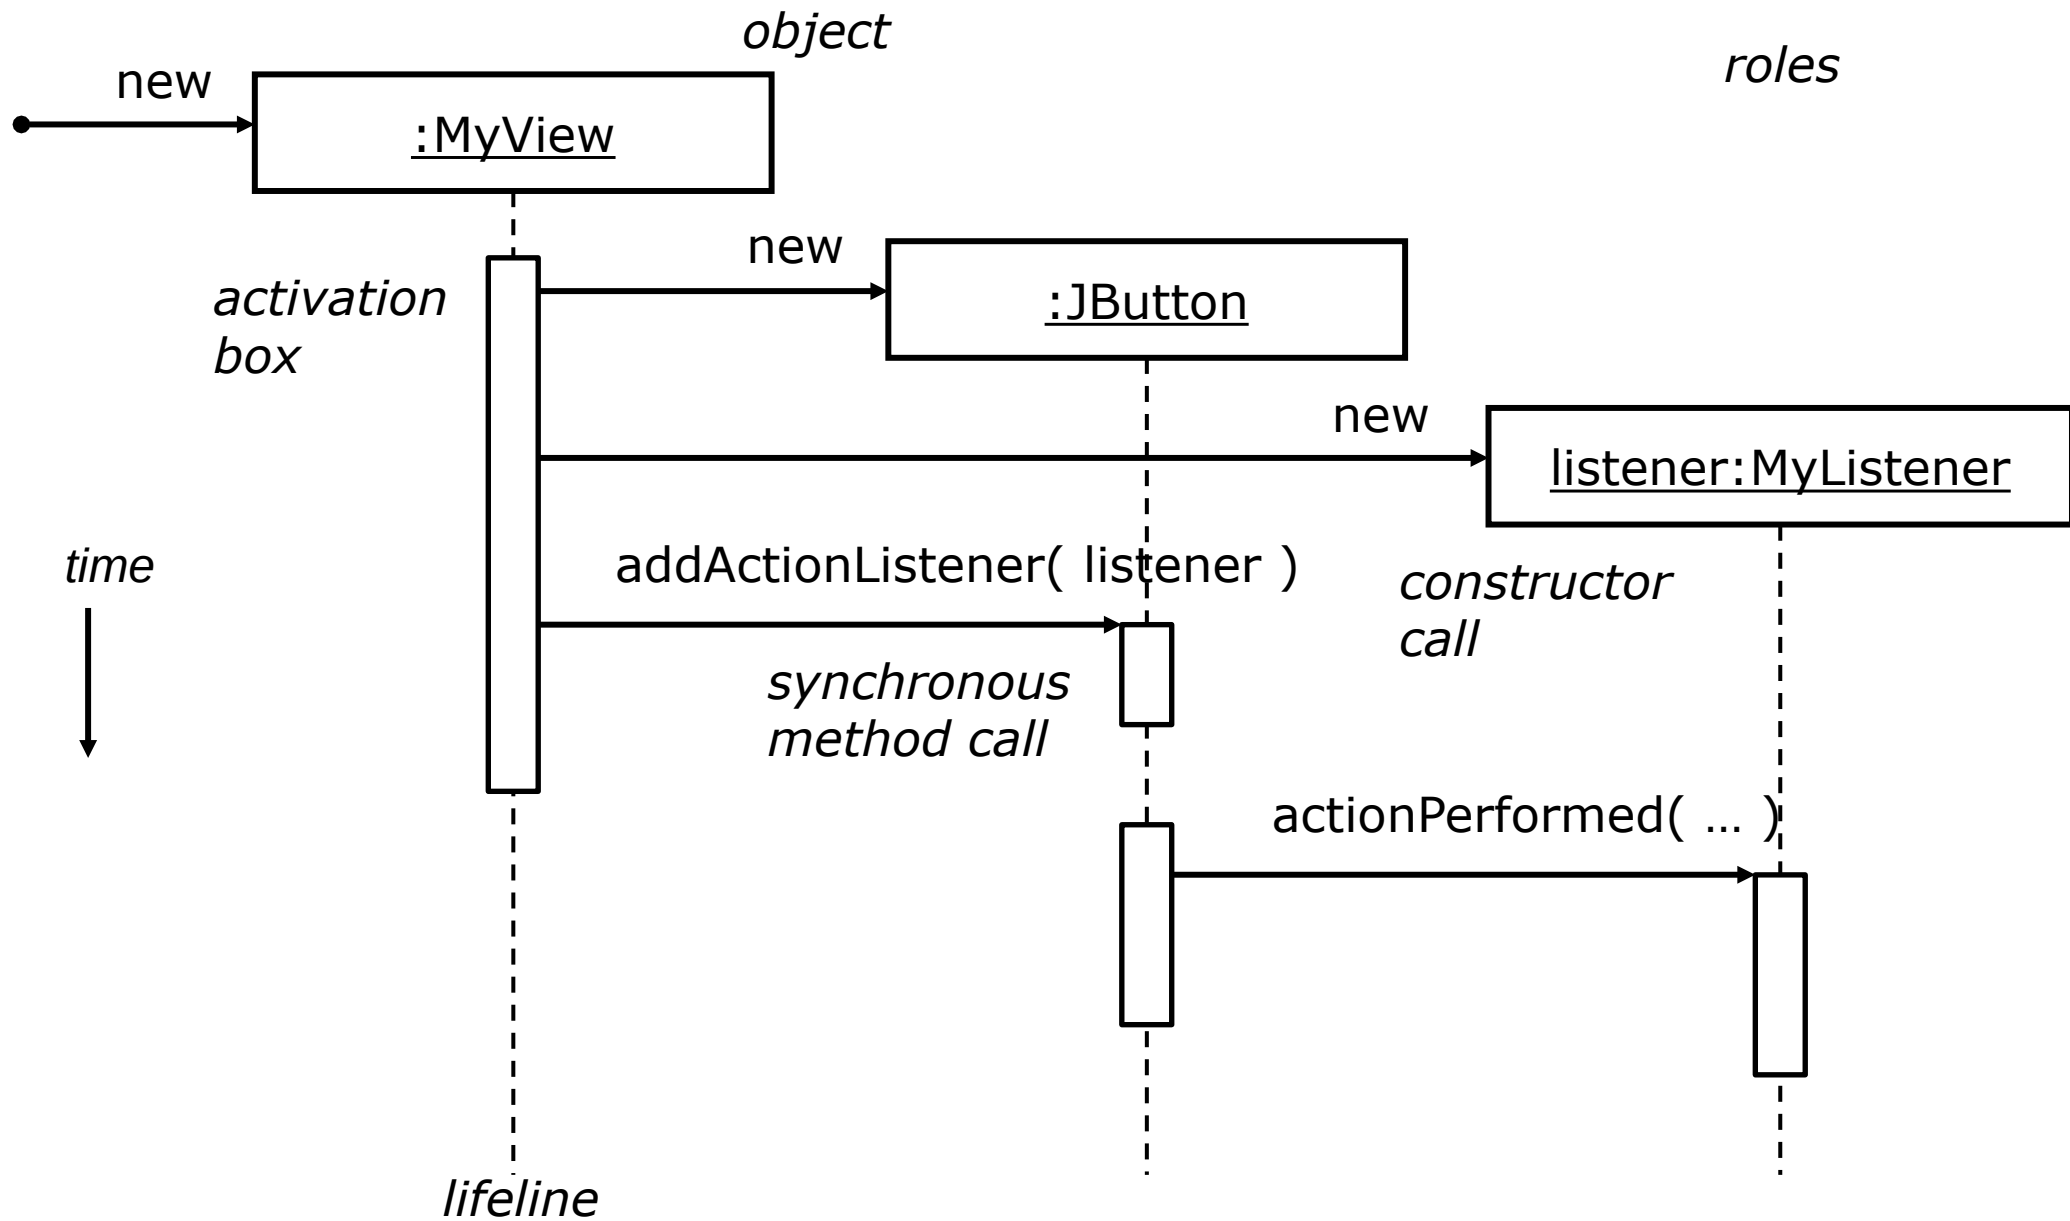 object
roles
new
:MyView
new
:JButton
activation
box
new
listener:MyListener
time
addActionListener( listener )
constructor
call
synchronous
method call
actionPerformed( ... )
lifeline